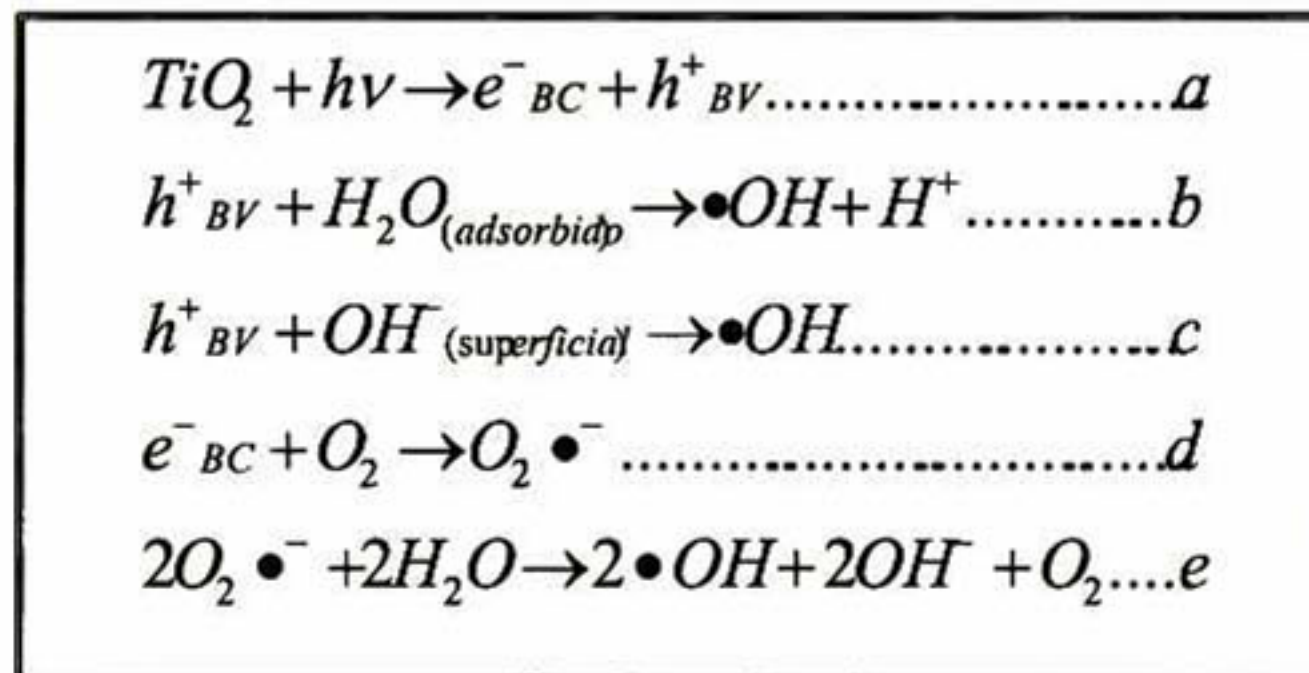 TiO₂ + hν → e⁻BC + h⁺BV..............................a
h⁺BV + H₂O(adsorbido) → •OH + H⁺............b
h⁺BV + OH⁻(superficial) → •OH......................c
e⁻BC + O₂ → O₂•⁻ ....................................d
2O₂•⁻ + 2H₂O → 2•OH + 2OH⁻ + O₂....e